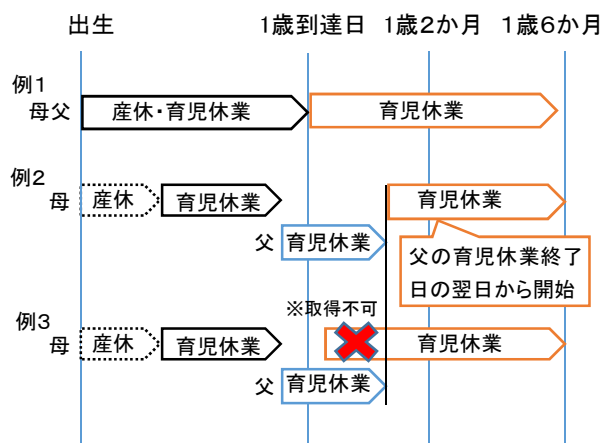 出生 1歳到達日 1歳2か月 1歳6か月
例1
母父 産休・育児休業 育児休業
例2
母 産休 育児休業 育児休業
父 育児休業
父の育児休業終了
日の翌日から開始
※取得不可
例3
母 産休 育児休業 育児休業
父 育児休業